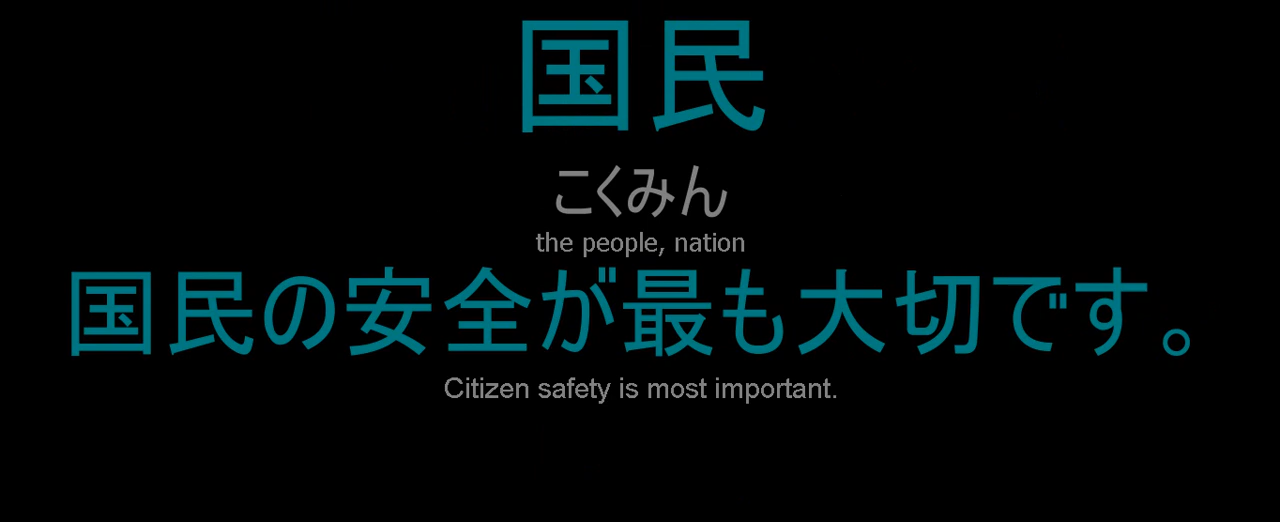 国民
こくみん
the people, nation
国民の安全が最も大切です。
Citizen safety is most important.